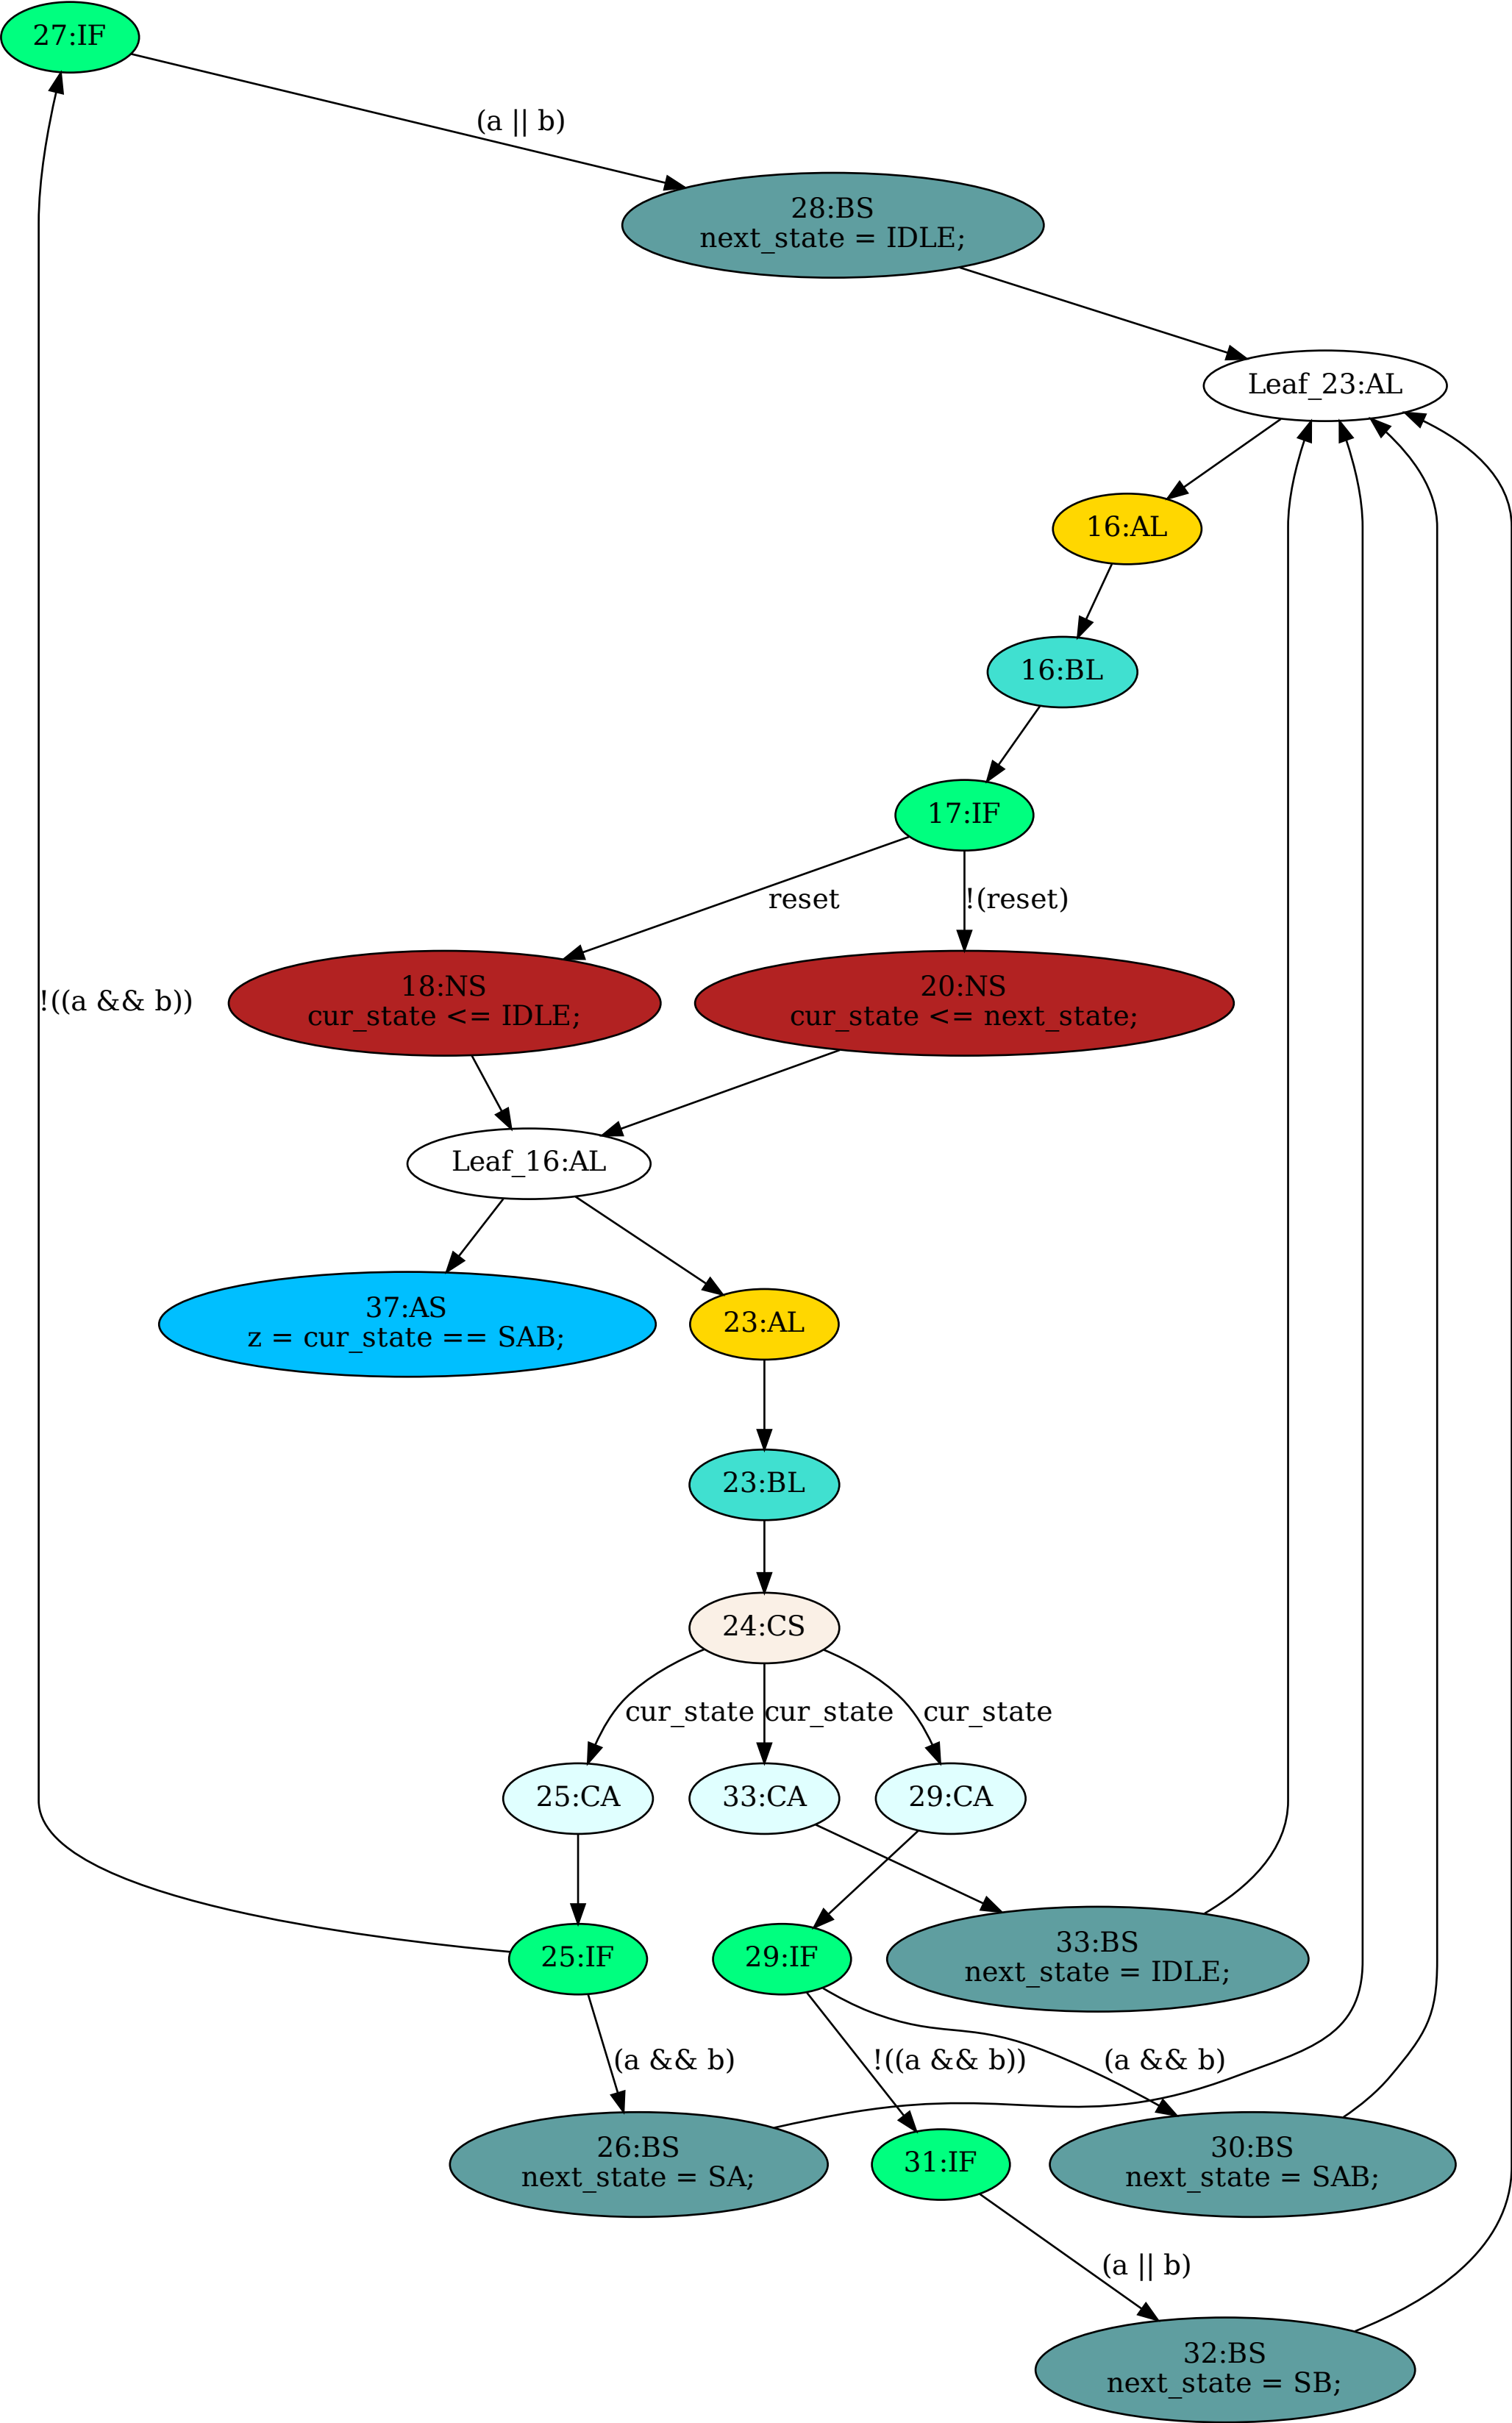 27:IF
(a || b)
28:BS
next_state = IDLE;
Leaf_23:AL
16:AL
16:BL
17:IF
reset
!(reset)
!((a && b))
18:NS
cur_state <= IDLE;
20:NS
cur_state <= next_state;
Leaf_16:AL
37:AS
z = cur_state == SAB;
23:AL
23:BL
24:CS
cur_state
cur_state
cur_state
25:CA
33:CA
29:CA
25:IF
29:IF
33:BS
next_state = IDLE;
(a && b)
!((a && b))
(a && b)
26:BS
next_state = SA;
31:IF
30:BS
next_state = SAB;
(a || b)
32:BS
next_state = SB;